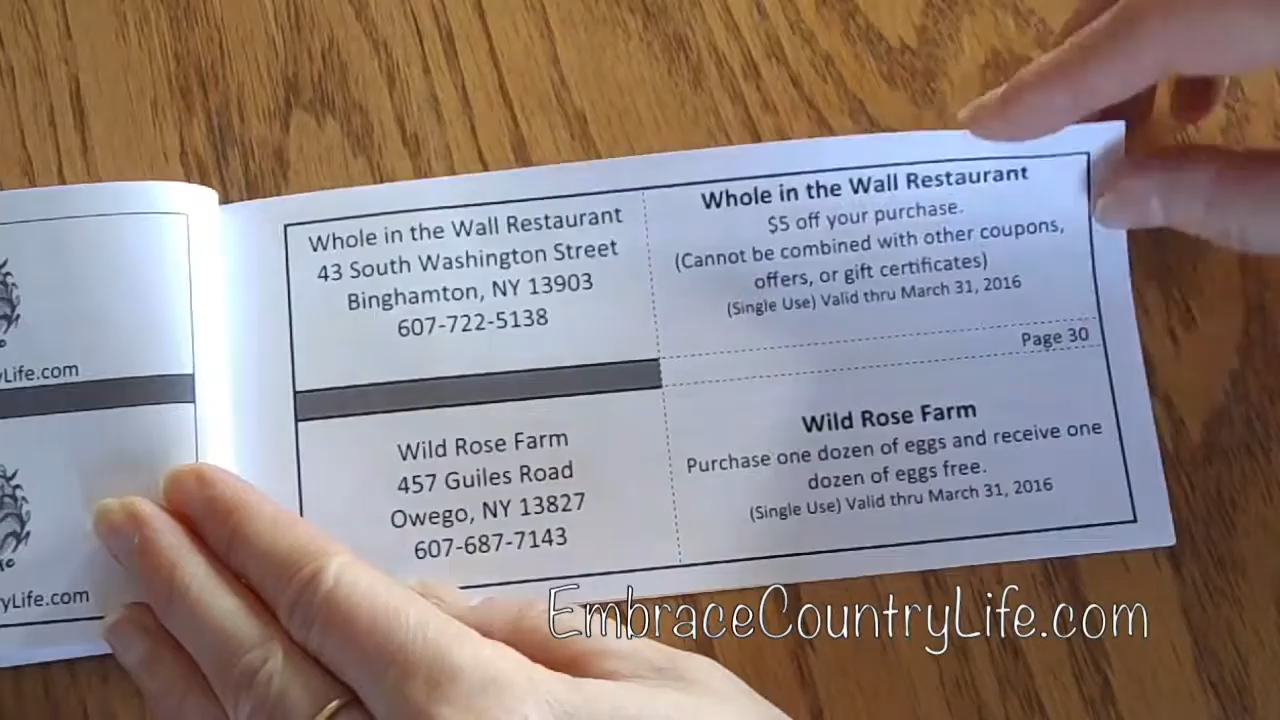 Whole in the Wall Restaurant
43 South Washington Street
Binghamton, NY 13903
607-722-5138
Whole in the Wall Restaurant
$5 off your purchase.
(Cannot be combined with other coupons,
offers, or gift certificates)
(Single Use) Valid thru March 31, 2016
Page 30
Wild Rose Farm
457 Guiles Road
Owego, NY 13827
607-687-7143
Wild Rose Farm
Purchase one dozen of eggs and receive one
dozen of eggs free.
(Single Use) Valid thru March 31, 2016
yLife.com
yLife.com
EmbraceCountryLife.com